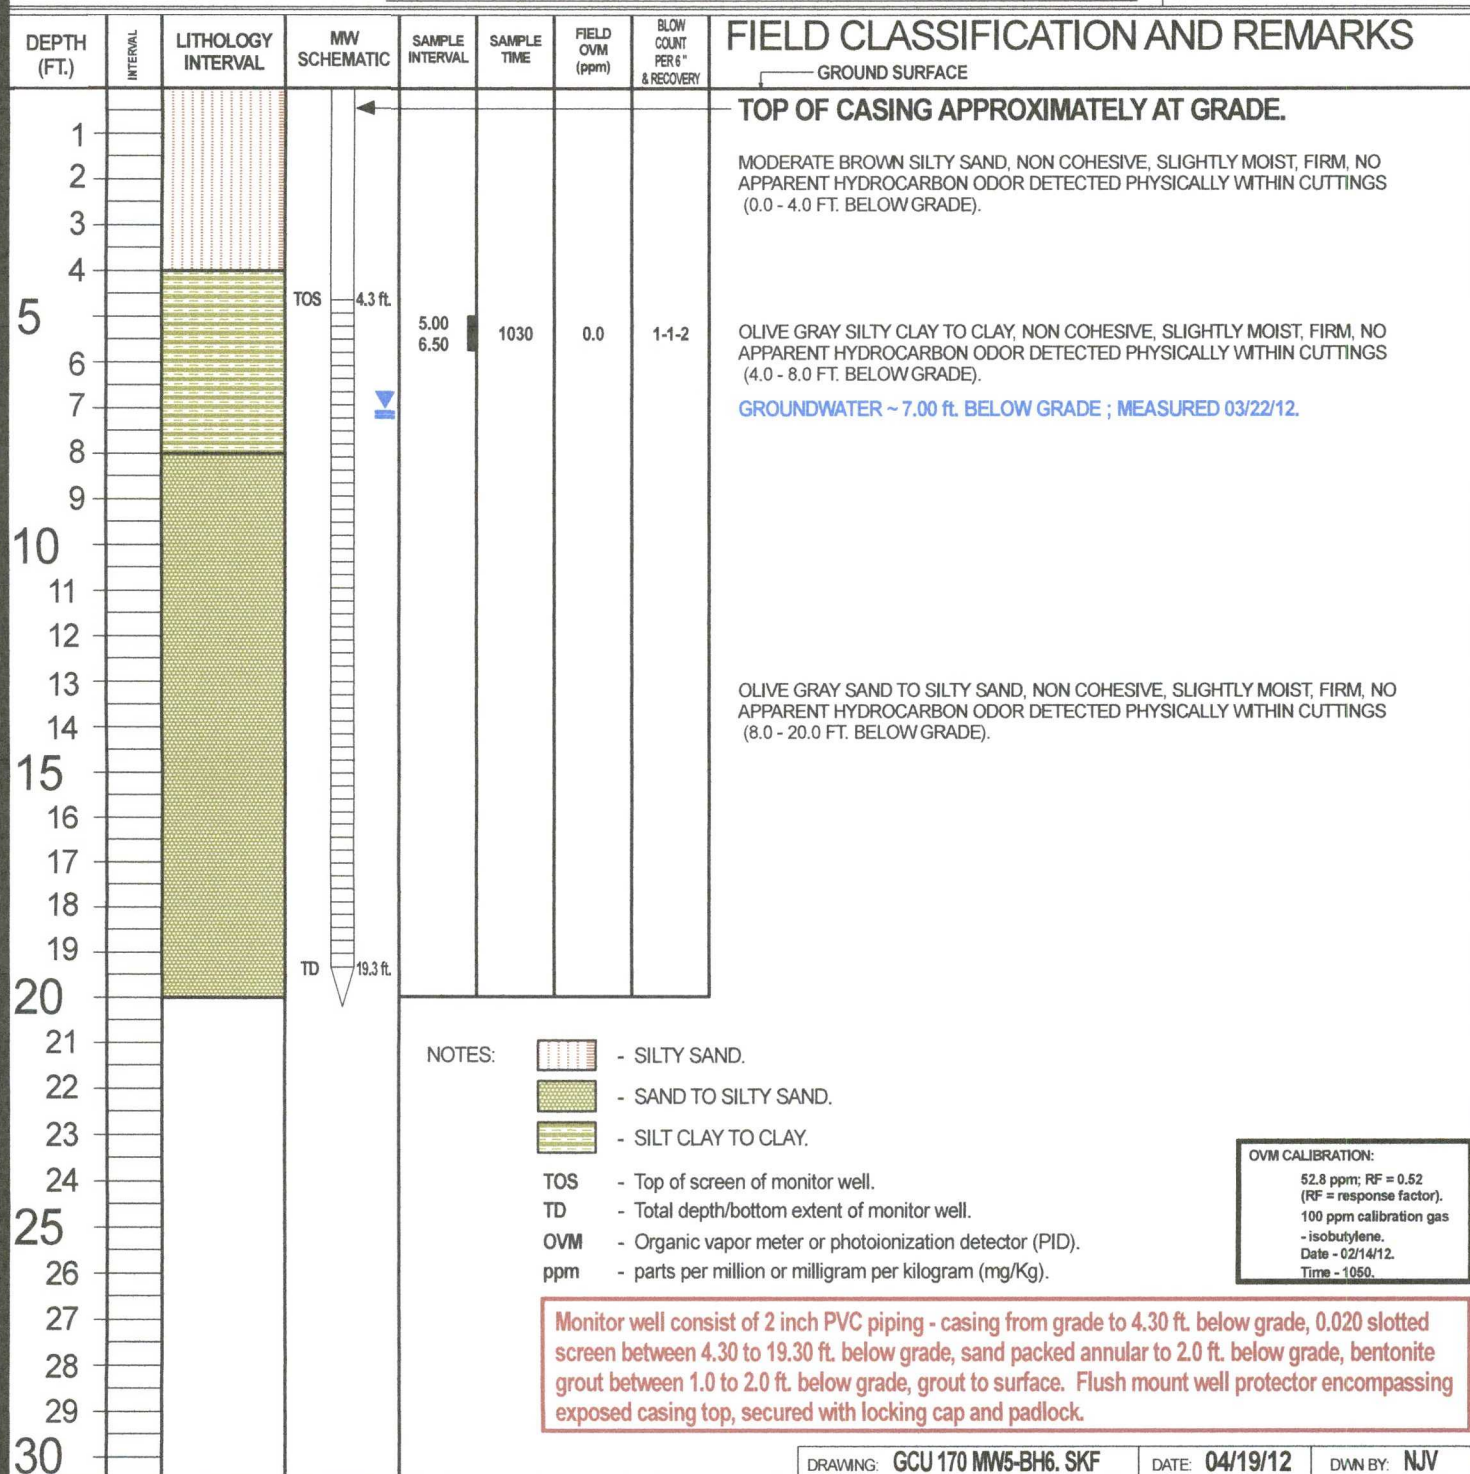 DEPTH (FT.)
INTERVAL
LITHOLOGY INTERVAL
MW SCHEMATIC
SAMPLE INTERVAL
SAMPLE TIME
FIELD OVM (ppm)
BLOW COUNT PER 6" & RECOVERY
FIELD CLASSIFICATION AND REMARKS
GROUND SURFACE
TOP OF CASING APPROXIMATELY AT GRADE.
1
2
3
4
5
6
7
8
9
10
11
12
13
14
15
16
17
18
19
20
21
22
23
24
25
26
27
28
29
30
MODERATE BROWN SILTY SAND, NON COHESIVE, SLIGHTLY MOIST, FIRM, NO
APPARENT HYDROCARBON ODOR DETECTED PHYSICALLY WITHIN CUTTINGS
(0.0 - 4.0 FT. BELOW GRADE).
TOS 4.3 ft.
5.00
6.50
1030
0.0
1-1-2
OLIVE GRAY SILTY CLAY TO CLAY, NON COHESIVE, SLIGHTLY MOIST, FIRM, NO
APPARENT HYDROCARBON ODOR DETECTED PHYSICALLY WITHIN CUTTINGS
(4.0 - 8.0 FT. BELOW GRADE).
GROUNDWATER ~ 7.00 ft. BELOW GRADE ; MEASURED 03/22/12.
OLIVE GRAY SAND TO SILTY SAND, NON COHESIVE, SLIGHTLY MOIST, FIRM, NO
APPARENT HYDROCARBON ODOR DETECTED PHYSICALLY WITHIN CUTTINGS
(8.0 - 20.0 FT. BELOW GRADE).
TD 19.3 ft.
NOTES:
- SILTY SAND.
- SAND TO SILTY SAND.
- SILT CLAY TO CLAY.
TOS - Top of screen of monitor well.
TD - Total depth/bottom extent of monitor well.
OVM - Organic vapor meter or photoionization detector (PID).
ppm - parts per million or milligram per kilogram (mg/Kg).
OVM CALIBRATION:
52.8 ppm; RF = 0.52
(RF = response factor).
100 ppm calibration gas
- isobutylene.
Date - 02/14/12.
Time - 1050.
Monitor well consist of 2 inch PVC piping - casing from grade to 4.30 ft. below grade, 0.020 slotted
screen between 4.30 to 19.30 ft. below grade, sand packed annular to 2.0 ft. below grade, bentonite
grout between 1.0 to 2.0 ft. below grade, grout to surface. Flush mount well protector encompassing
exposed casing top, secured with locking cap and padlock.
DRAWING: GCU 170 MW5-BH6. SKF
DATE: 04/19/12
DWN BY: NJV